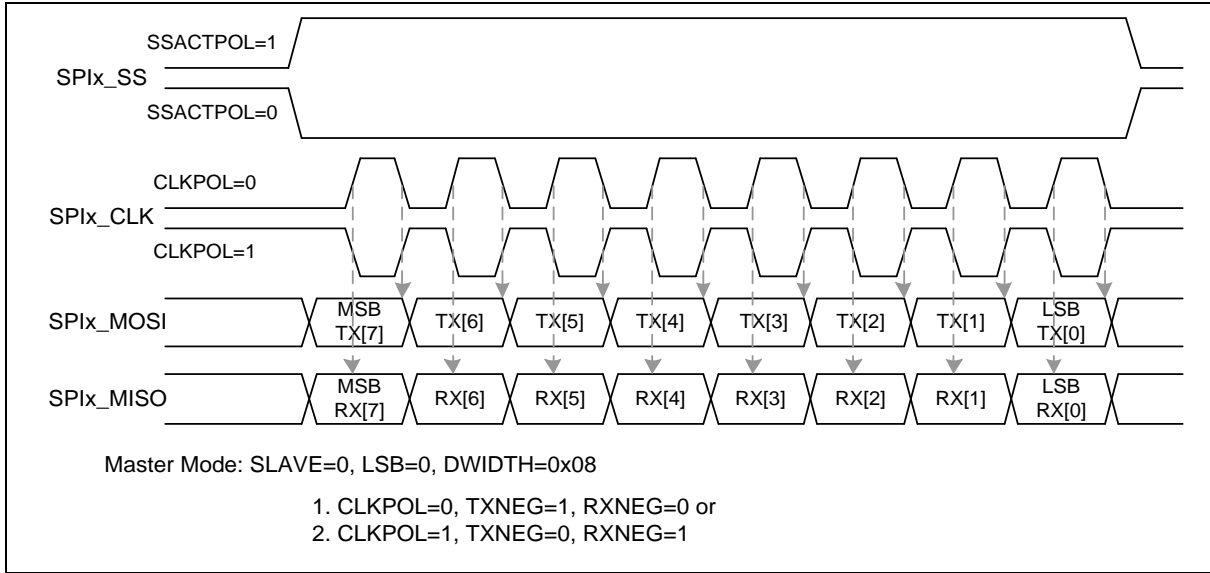 SSACTPOL=1
SPIx_SS
SSACTPOL=0
CLKPOL=0
SPIx_CLK
CLKPOL=1
SPIx_MOSI
MSB TX[7] TX[6] TX[5] TX[4] TX[3] TX[2] TX[1] LSB TX[0]
SPIx_MISO
MSB RX[7] RX[6] RX[5] RX[4] RX[3] RX[2] RX[1] LSB RX[0]
Master Mode: SLAVE=0, LSB=0, DWIDTH=0x08
1. CLKPOL=0, TXNEG=1, RXNEG=0 or
2. CLKPOL=1, TXNEG=0, RXNEG=1